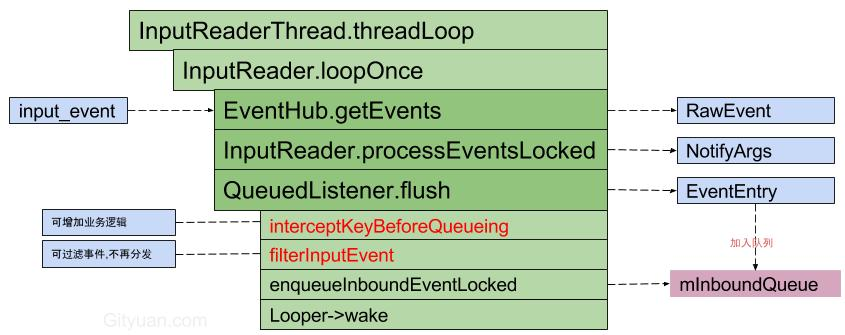 InputReaderThread.threadLoop
InputReader.loopOnce
input_event
EventHub.getEvents
RawEvent
InputReader.processEventsLocked
NotifyArgs
QueuedListener.flush
EventEntry
可增加业务逻辑
interceptKeyBeforeQueueing
加入队列
可过滤事件,不再分发
filterInputEvent
enqueueInboundEventLocked
mInboundQueue
Looper->wake
Gityuan.com